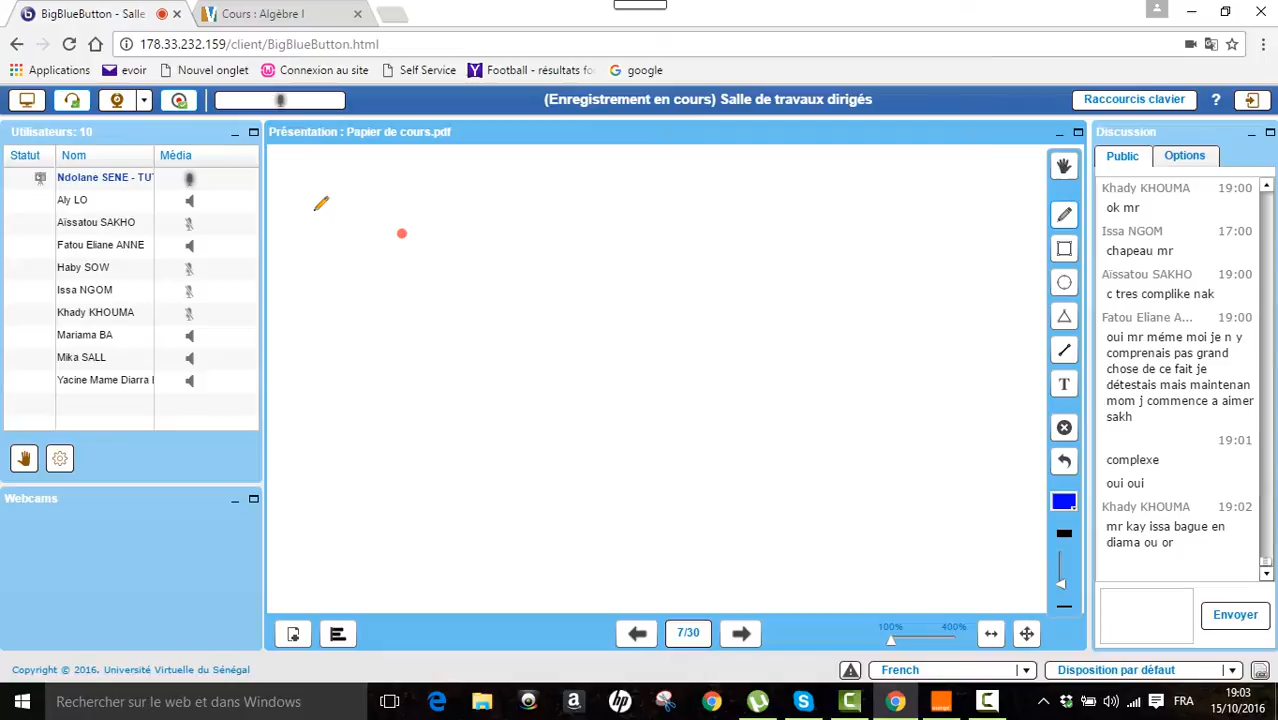 BigBlueButton - Salle
Cours : Algèbre I
178.33.232.159/client/BigBlueButton.html
Applications
evoir
Nouvel onglet
Connexion au site
Self Service
Football - résultats fo
google
(Enregistrement en cours) Salle de travaux dirigés
Raccourcis clavier
?
Utilisateurs: 10
Statut Nom Média
Ndolane SENE - TUT
Aly LO
Aïssatou SAKHO
Fatou Eliane ANNE
Haby SOW
Issa NGOM
Khady KHOUMA
Mariama BA
Mika SALL
Yacine Mame Diarra
Webcams
Présentation : Papier de cours.pdf
T
7/30
100% 400%
Discussion
Public Options
Khady KHOUMA 19:00
ok mr
Issa NGOM 17:00
chapeau mr
Aïssatou SAKHO 19:00
c tres complike nak
Fatou Eliane A... 19:00
oui mr méme moi je n y
comprenais pas grand
chose de ce fait je
détestais mais maintenan
mom j commence a aimer
sakh
19:01
complexe
oui oui
Khady KHOUMA 19:02
mr kay issa bague en
diama ou or
Envoyer
Copyright © 2016. Université Virtuelle du Sénégal
French
Disposition par défaut
Rechercher sur le web et dans Windows
FRA
19:03
15/10/2016